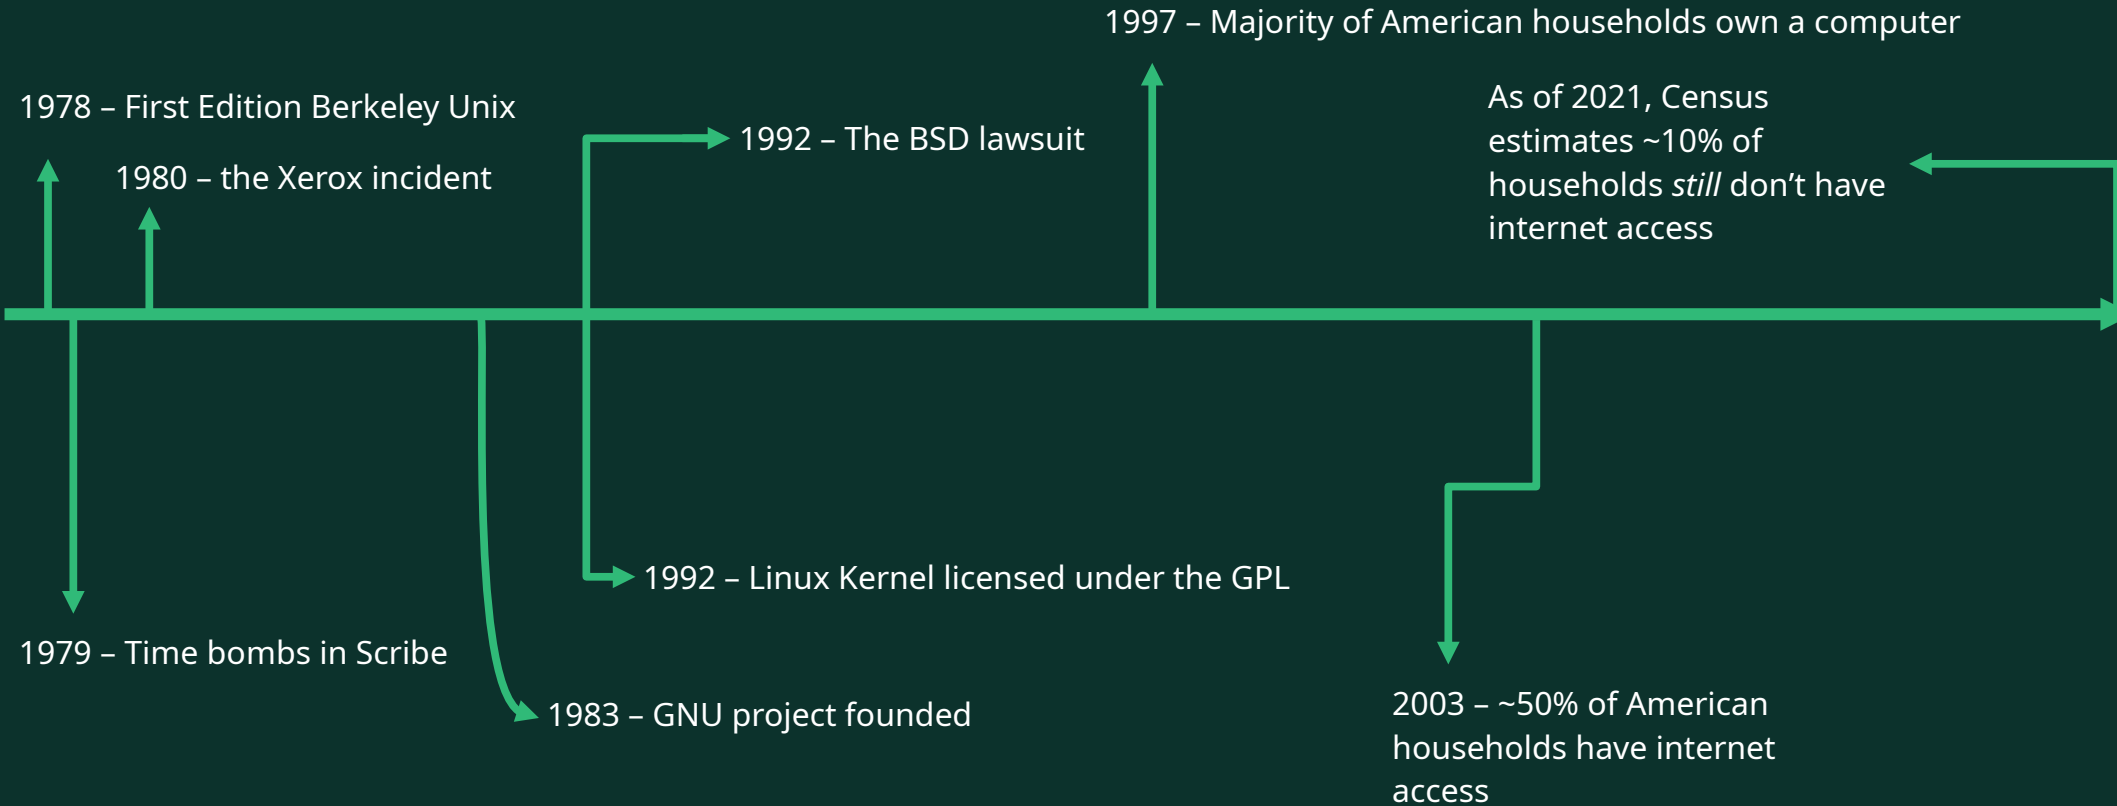 1997 – Majority of American households own a computer
1978 – First Edition Berkeley Unix
As of 2021, Census
estimates ~10% of
households still don’t have
internet access
1992 – The BSD lawsuit
1980 – the Xerox incident
1992 – Linux Kernel licensed under the GPL
1979 – Time bombs in Scribe
1983 – GNU project founded
2003 – ~50% of American
households have internet
access